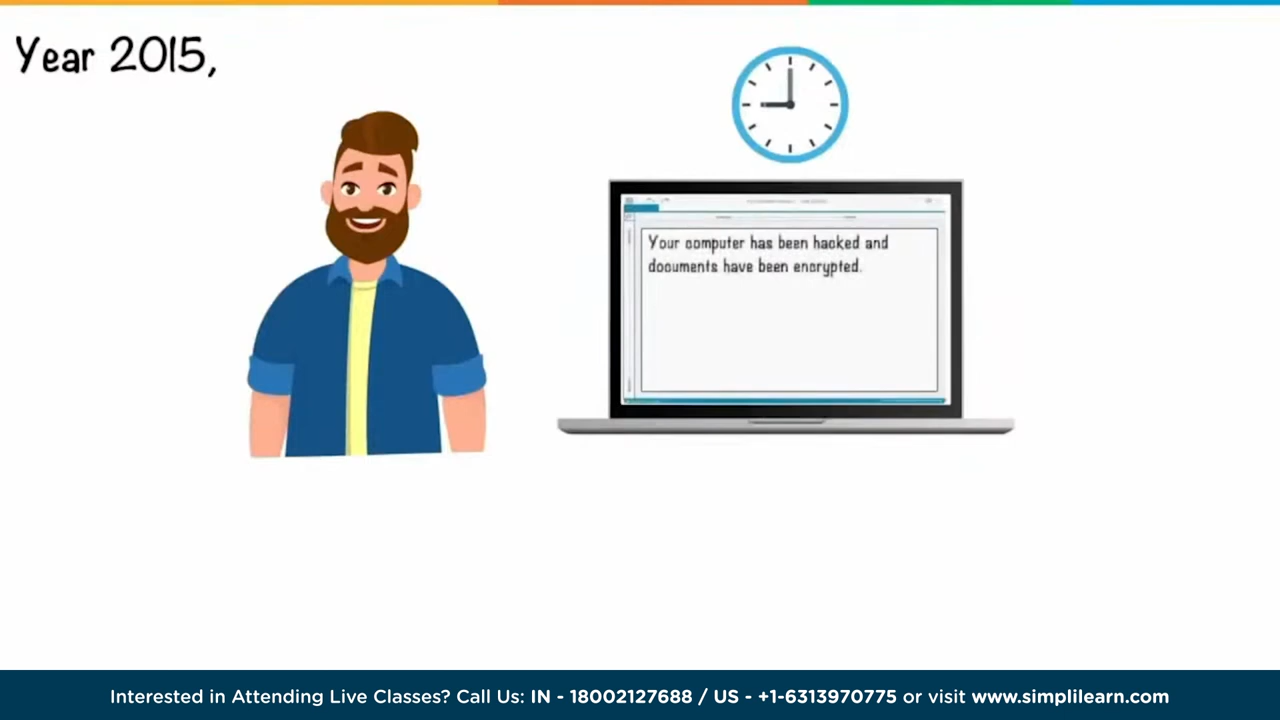 Year 2015,
Your computer has been hacked and
documents have been encrypted.
Interested in Attending Live Classes? Call Us: IN - 18002127688 / US - +1-6313970775 or visit www.simplilearn.com